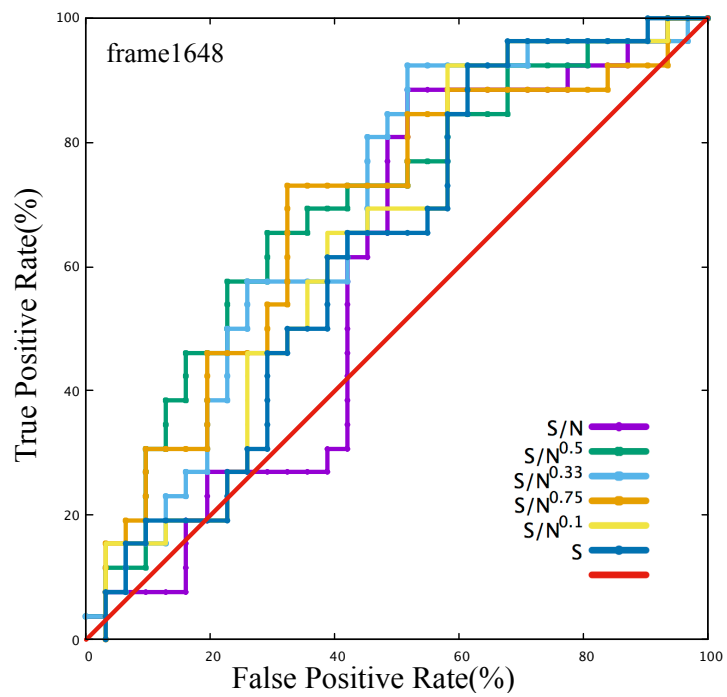 100
frame1648
80
60
40
20
0
True Positive Rate(%)
S/N
S/N^0.5
S/N^0.33
S/N^0.75
S/N^0.1
S
0 20 40 60 80 100
False Positive Rate(%)